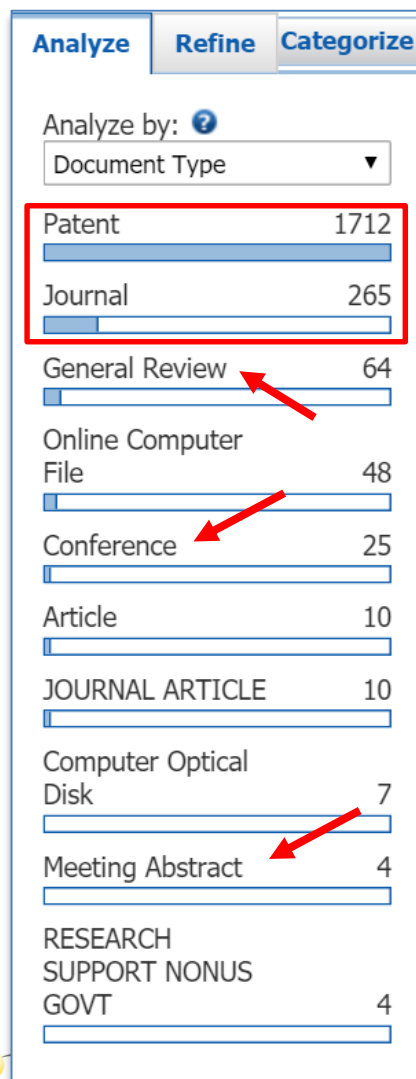 Analyze Refine Categorize
Analyze by: ?
Document Type ▼
Patent 1712
Journal 265
General Review 64
Online Computer
File 48
Conference 25
Article 10
JOURNAL ARTICLE 10
Computer Optical
Disk 7
Meeting Abstract 4
RESEARCH
SUPPORT NONUS
GOVT 4